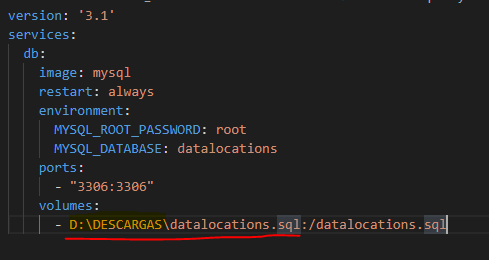 version: '3.1'
services:
  db:
    image: mysql
    restart: always
    environment:
      MYSQL_ROOT_PASSWORD: root
      MYSQL_DATABASE: datalocations
    ports:
      - "3306:3306"
    volumes:
      - D:\DESCARGAS\datalocations.sql:/datalocations.sql